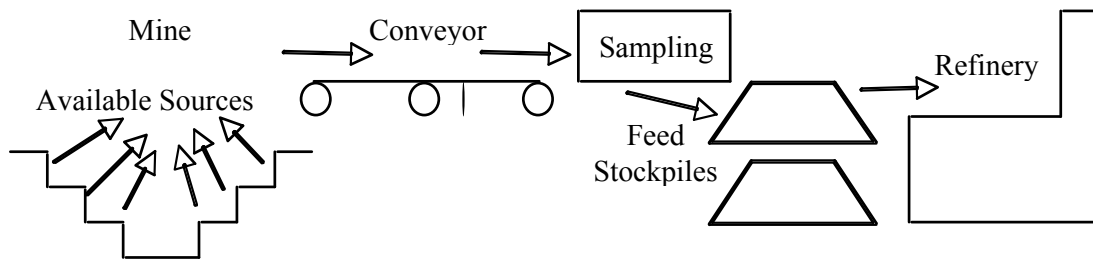 Mine
Conveyor
Sampling
Refinery
Available Sources
Feed
Stockpiles